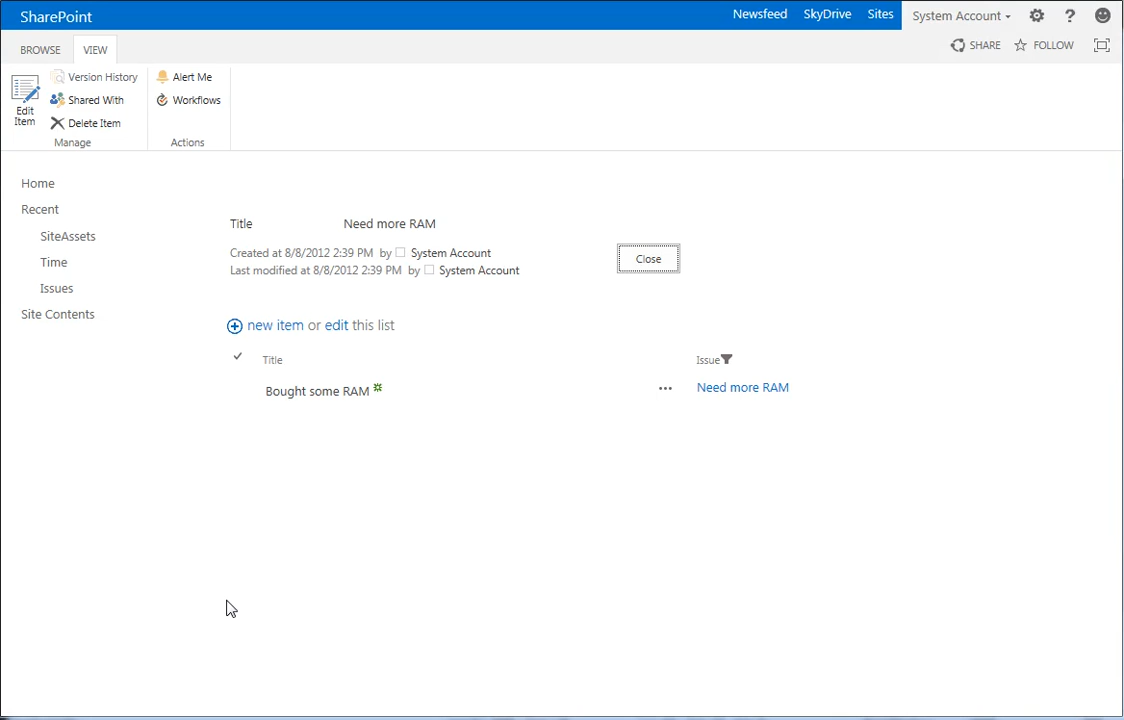 SharePoint
Newsfeed SkyDrive Sites System Account ?
BROWSE VIEW
SHARE FOLLOW
Edit Item
Version History
Shared With
Delete Item
Manage
Alert Me
Workflows
Actions
Home
Recent
SiteAssets
Time
Issues
Site Contents
Title Need more RAM
Created at 8/8/2012 2:39 PM by System Account
Last modified at 8/8/2012 2:39 PM by System Account
Close
new item or edit this list
Title Issue
Bought some RAM ... Need more RAM